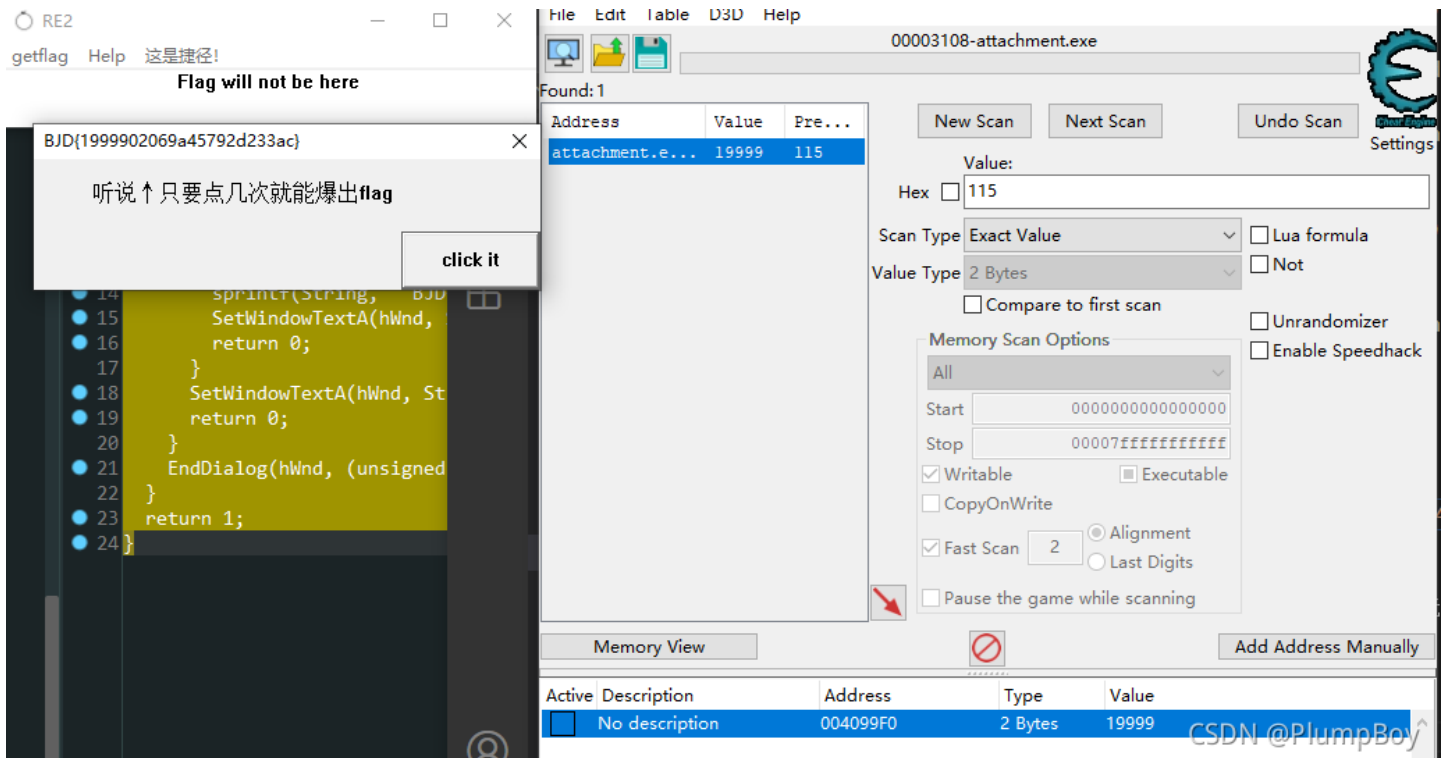 RE2
getflag Help 这是捷径!
Flag will not be here
BJD{1999902069a45792d233ac}
听说↑只要点几次就能爆出flag
click it
14 sprintf(String, " BJD
15 SetWindowTextA(hWnd,
16 return 0;
17 }
18 SetWindowTextA(hWnd, St
19 return 0;
20 }
21 EndDialog(hWnd, (unsigned
22 }
23 return 1;
24 }
File Edit Table D3D Help
00003108-attachment.exe
Found:1
Address Value Pre...
attachment.e... 19999 115
New Scan Next Scan Undo Scan
Cheat Engine
Settings
Value:
Hex 115
Scan Type Exact Value
Lua formula
Value Type 2 Bytes
Not
Compare to first scan
Unrandomizer
Memory Scan Options
Enable Speedhack
All
Start 0000000000000000
Stop 00007fffffffffff
Writable Executable
CopyOnWrite
Fast Scan 2 Alignment
Last Digits
Pause the game while scanning
Memory View Add Address Manually
Active Description Address Type Value
No description 004099F0 2 Bytes 19999
CSDN @PlumpBoy